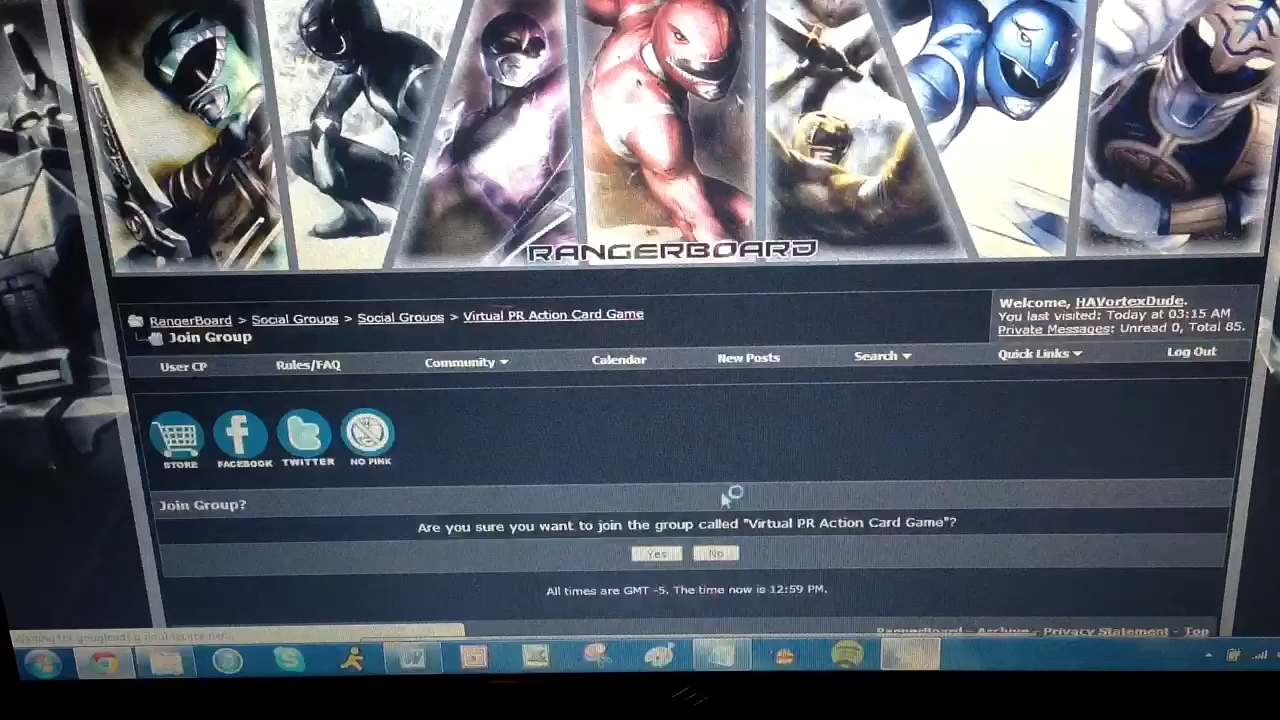 RANGERBOARD
RangerBoard > Social Groups > Social Groups > Virtual PR Action Card Game
Join Group
Welcome, HAVortexDude.
You last visited: Today at 03:15 AM
Private Messages: Unread 0, Total 85.
User CP Rules/FAQ Community Calendar New Posts Search Quick Links Log Out
STORE FACEBOOK TWITTER NO PINK
Join Group?
Are you sure you want to join the group called "Virtual PR Action Card Game"?
Yes No
All times are GMT -5. The time now is 12:59 PM.
RangerBoard - Archive - Privacy Statement - Top
Waiting for